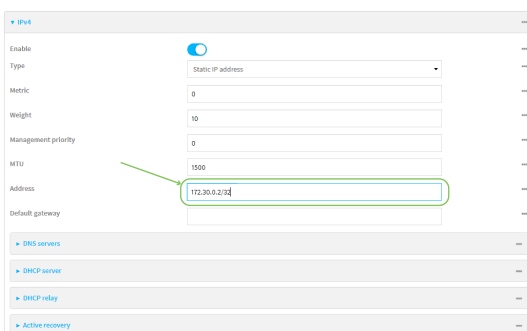 ▾ IPv4
Enable
Type
Static IP address
Metric
0
Weight
10
Management priority
0
MTU
1500
Address
172.30.0.2/32
Default gateway
▸ DNS servers
▸ DHCP server
▸ DHCP relay
▸ Active recovery